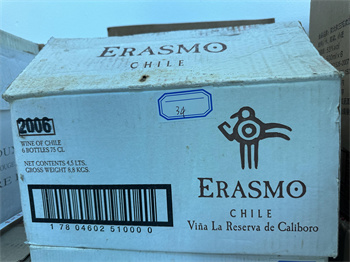 ERASMO
CHILE
2006
WINE OF CHILE
6 BOTTLES 75 CL.
NET CONTENTS 4.5 LTS.
GROSS WEIGHT 8.8 KGS.
1 78 04602 51000 0
ERASMO
CHILE
Viña La Reserva de Caliboro